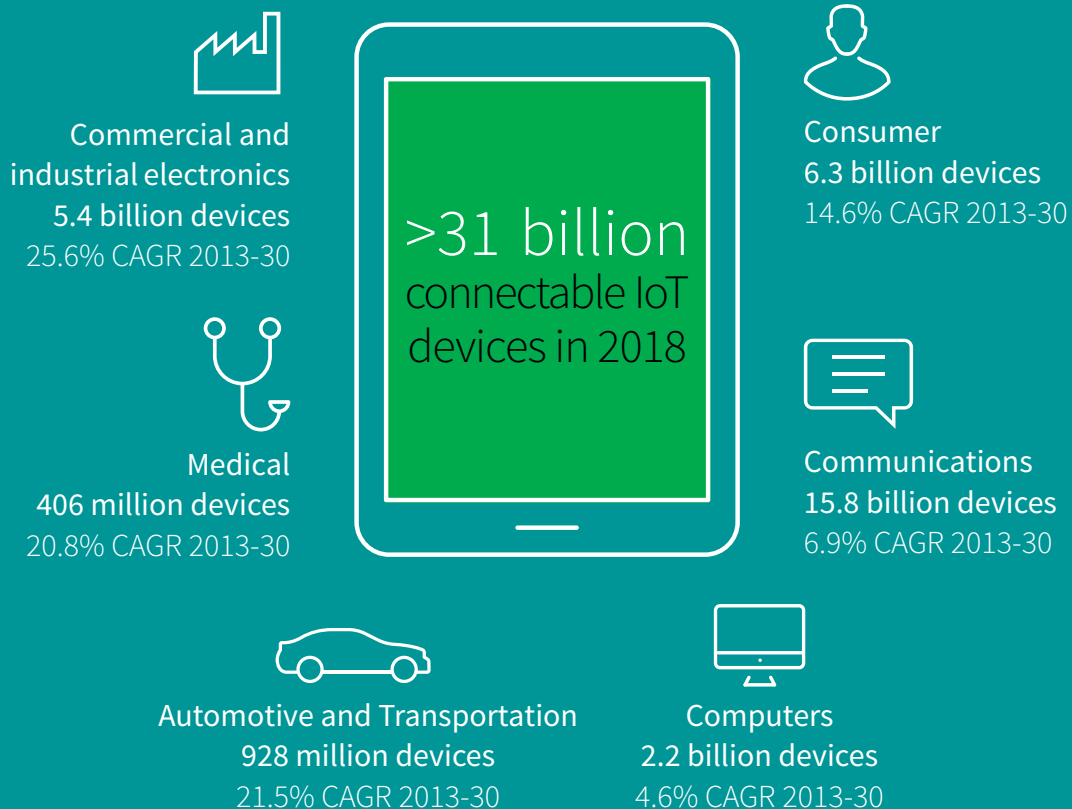 Commercial and
industrial electronics
5.4 billion devices
25.6% CAGR 2013-30
Medical
406 million devices
20.8% CAGR 2013-30
>31 billion
connectable IoT
devices in 2018
Consumer
6.3 billion devices
14.6% CAGR 2013-30
Communications
15.8 billion devices
6.9% CAGR 2013-30
Automotive and Transportation
928 million devices
21.5% CAGR 2013-30
Computers
2.2 billion devices
4.6% CAGR 2013-30